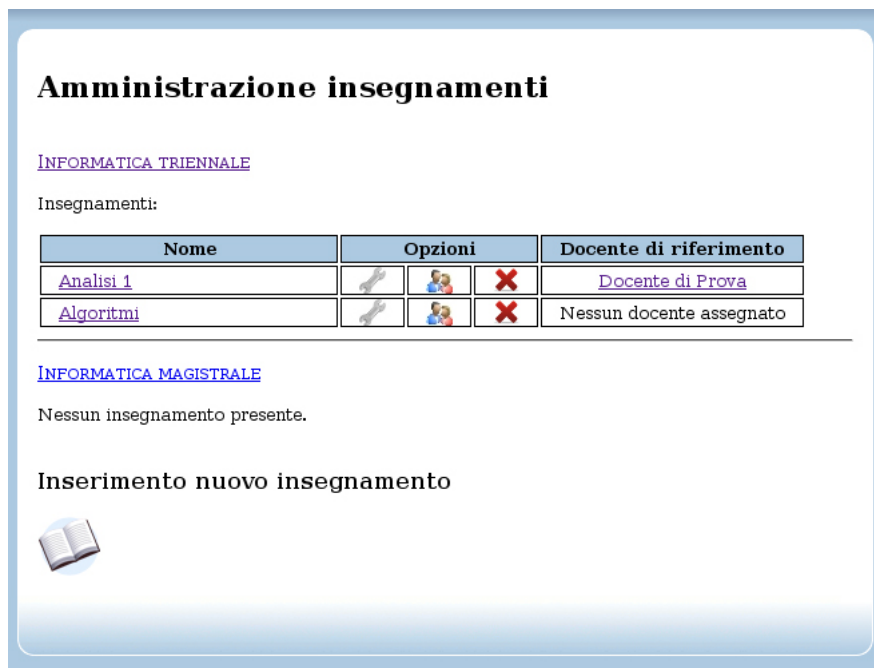 Amministrazione insegnamenti
INFORMATICA TRIENNALE
Insegnamenti:
Nome Opzioni Docente di riferimento
Analisi 1 Docente di Prova
Algoritmi Nessun docente assegnato
INFORMATICA MAGISTRALE
Nessun insegnamento presente.
Inserimento nuovo insegnamento